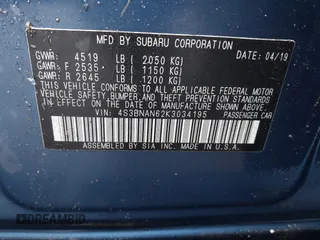 MFD BY SUBARU CORPORATION 04/19
GVWR: 4519 LB ( 2050 KG)
GAWR: F 2535 LB ( 1150 KG)
GAWR: R 2645 LB ( 1200 KG)
THIS VEHICLE CONFORMS TO ALL APPLICABLE FEDERAL MOTOR VEHICLE
SAFETY, BUMPER, AND THEFT PREVENTION STANDARDS IN EFFECT
ON THE DATE OF MANUFACTURE SHOWN ABOVE.
VIN: 4S3BNAN62K3034195 PASSENGER CAR
ASSEMBLED BY SIA INC. MADE IN U.S.A.
DREAMBID